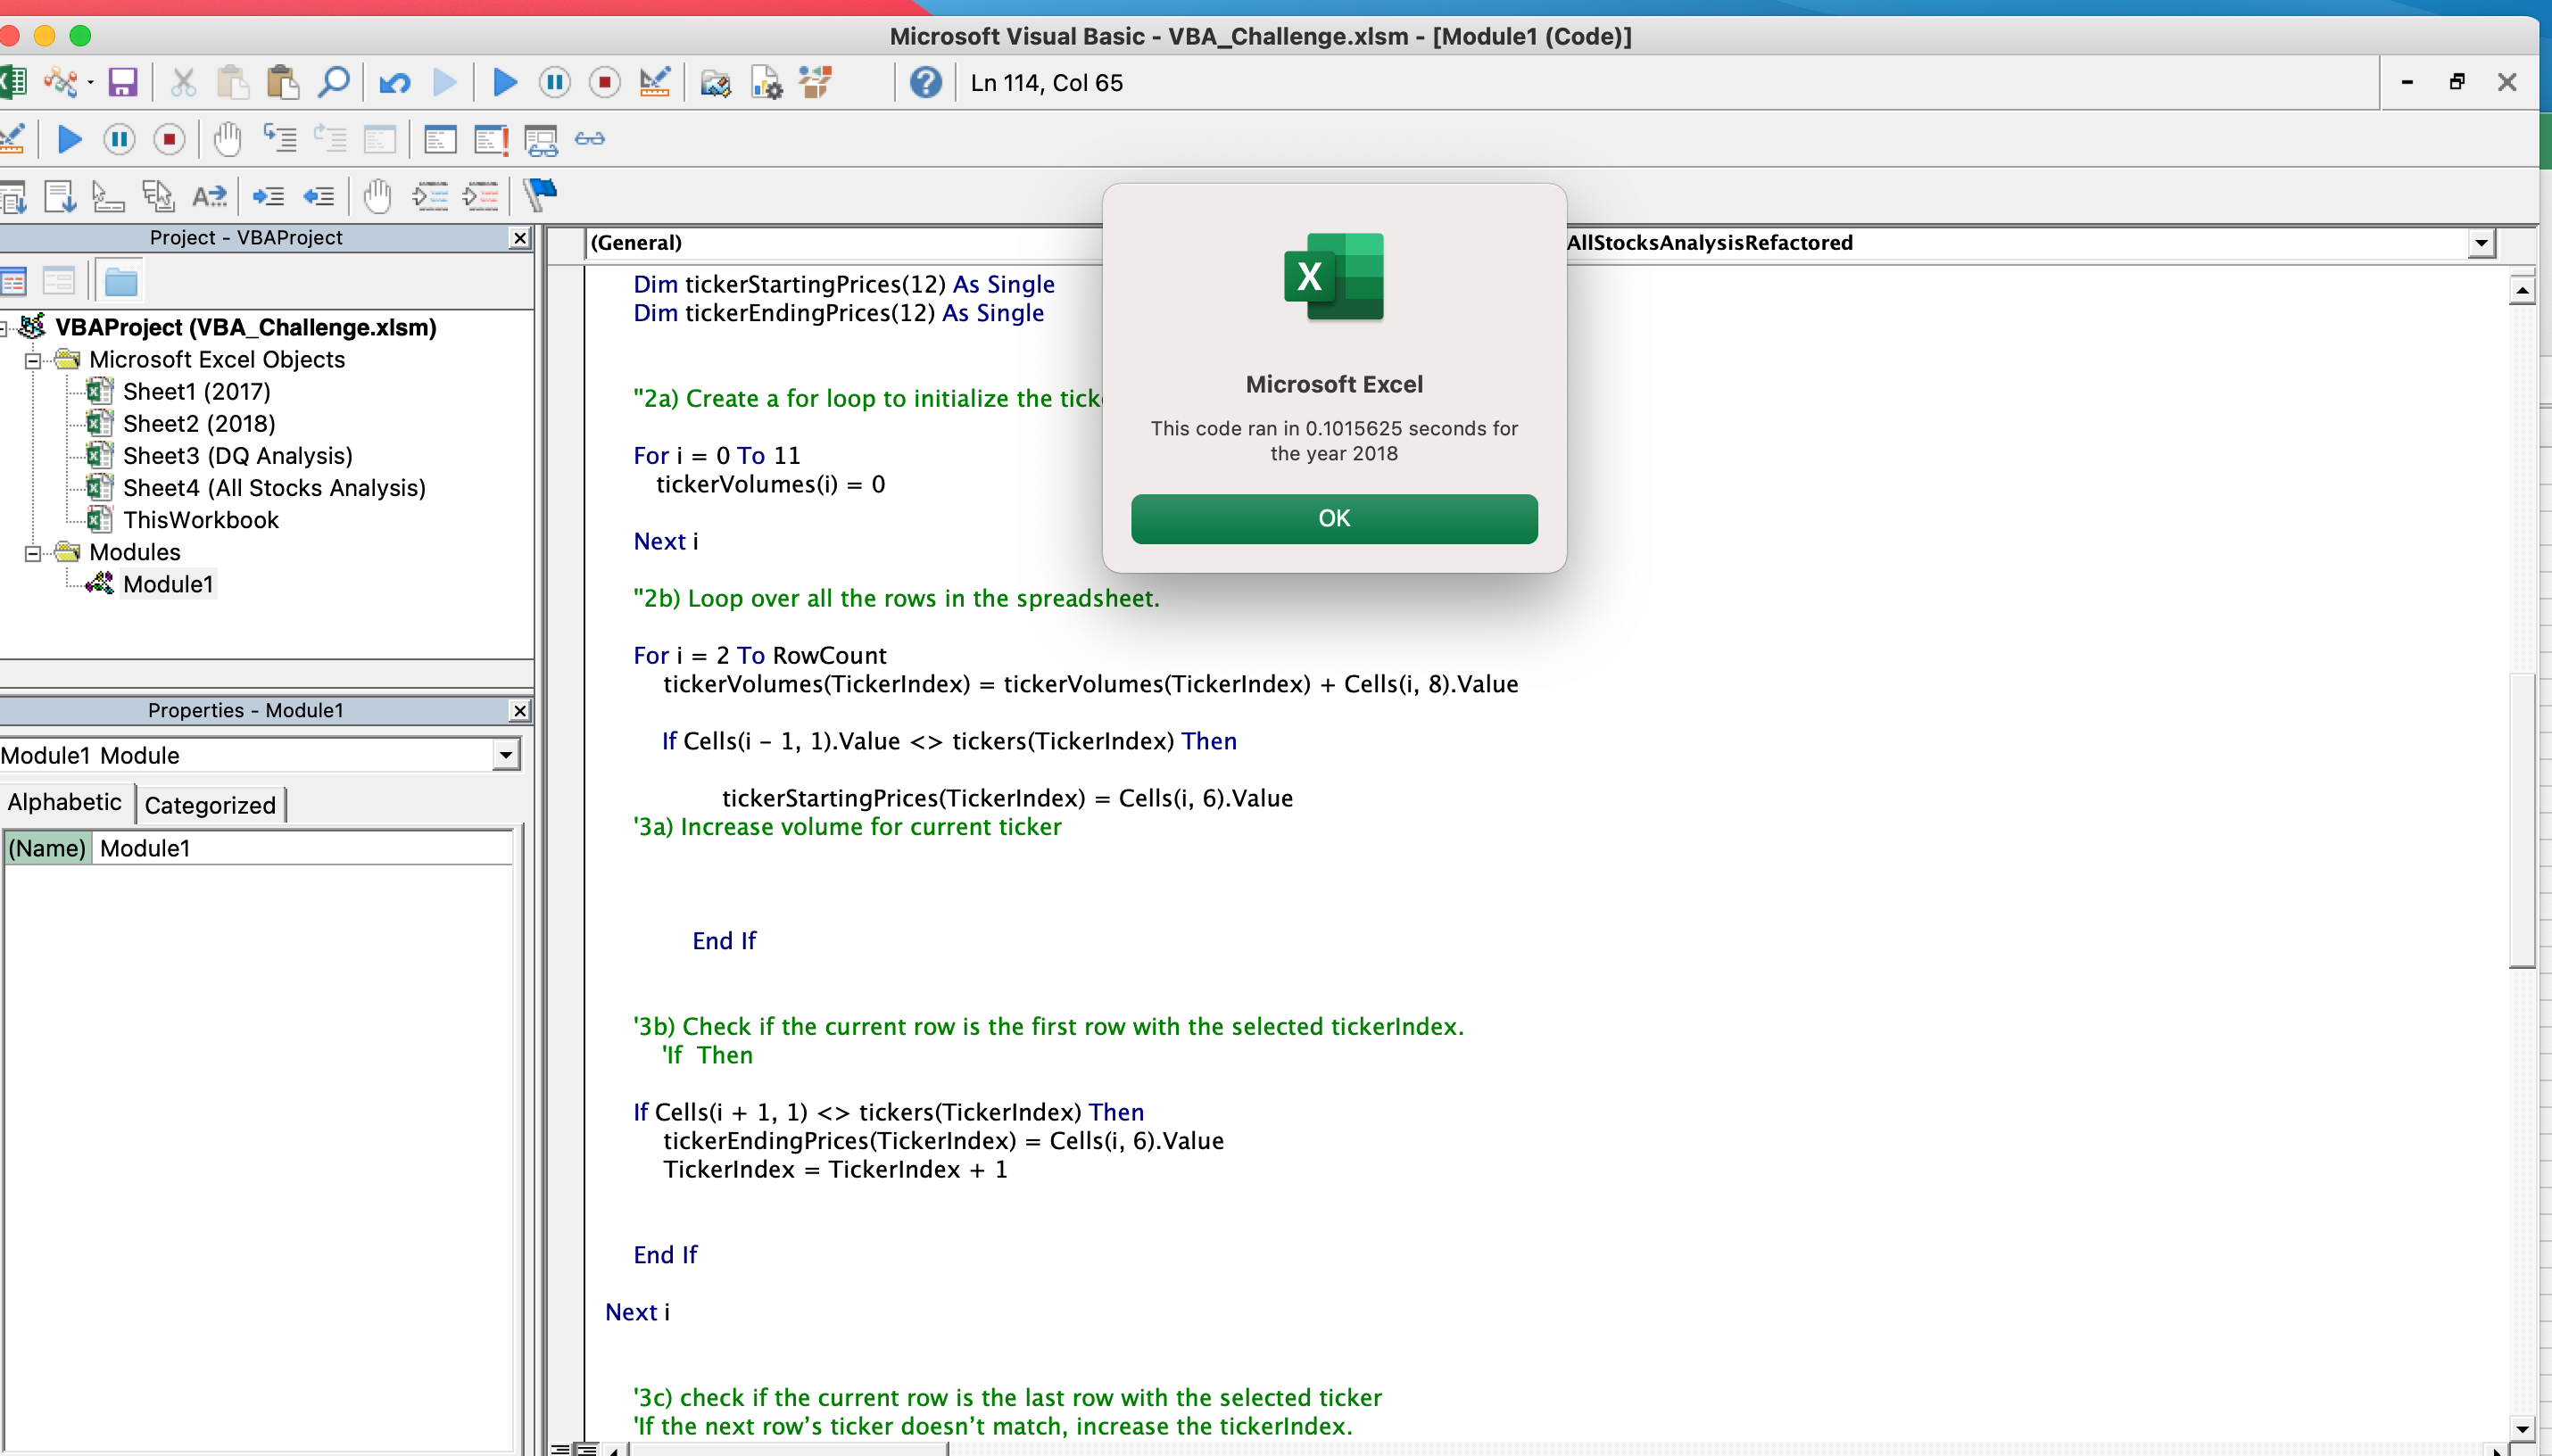 Microsoft Visual Basic - VBA_Challenge.xlsm - [Module1 (Code)]
Ln 114, Col 65
Project - VBAProject
VBAProject (VBA_Challenge.xlsm)
Microsoft Excel Objects
Sheet1 (2017)
Sheet2 (2018)
Sheet3 (DQ Analysis)
Sheet4 (All Stocks Analysis)
ThisWorkbook
Modules
Module1
Properties - Module1
Module1 Module
Alphabetic
Categorized
(Name) Module1
(General)
AllStocksAnalysisRefactored
Dim tickerStartingPrices(12) As Single
Dim tickerEndingPrices(12) As Single
"2a) Create a for loop to initialize the
For i = 0 To 11
tickerVolumes(i) = 0
Next i
"2b) Loop over all the rows in the spreadsheet.
For i = 2 To RowCount
tickerVolumes(TickerIndex) = tickerVolumes(TickerIndex) + Cells(i, 8).Value
If Cells(i - 1, 1).Value <> tickers(TickerIndex) Then
tickerStartingPrices(TickerIndex) = Cells(i, 6).Value
'3a) Increase volume for current ticker
End If
'3b) Check if the current row is the first row with the selected tickerIndex.
'If  Then
If Cells(i + 1, 1) <> tickers(TickerIndex) Then
tickerEndingPrices(TickerIndex) = Cells(i, 6).Value
TickerIndex = TickerIndex + 1
End If
Next i
'3c) check if the current row is the last row with the selected ticker
'If the next row’s ticker doesn’t match, increase the tickerIndex.
Microsoft Excel
This code ran in 0.1015625 seconds for
the year 2018
OK